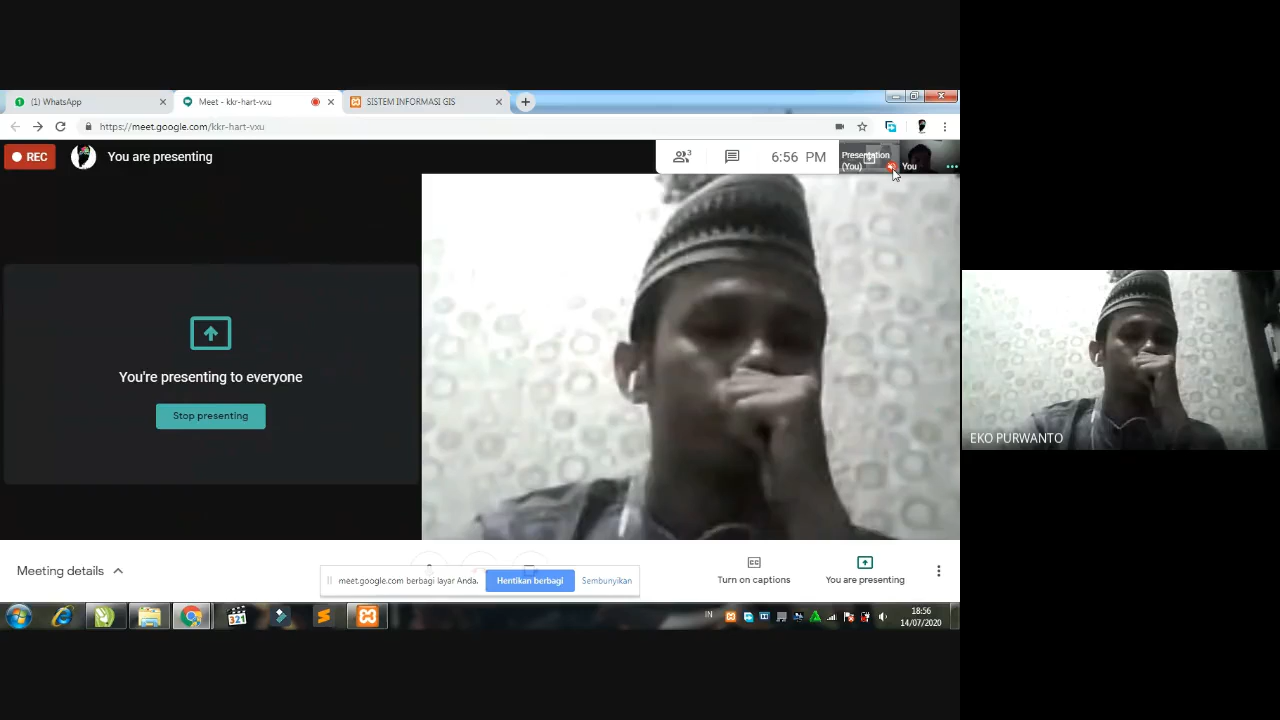 (1) WhatsApp
Meet - kkr-hart-vxu
SISTEM INFORMASI GIS
https://meet.google.com/kkr-hart-vxu
REC
You are presenting
3
6:56 PM
Presentation
(You)
You
You're presenting to everyone
Stop presenting
EKO PURWANTO
Meeting details
meet.google.com berbagi layar Anda.
Hentikan berbagi
Sembunyikan
Turn on captions
You are presenting
321
IN
18:56
14/07/2020